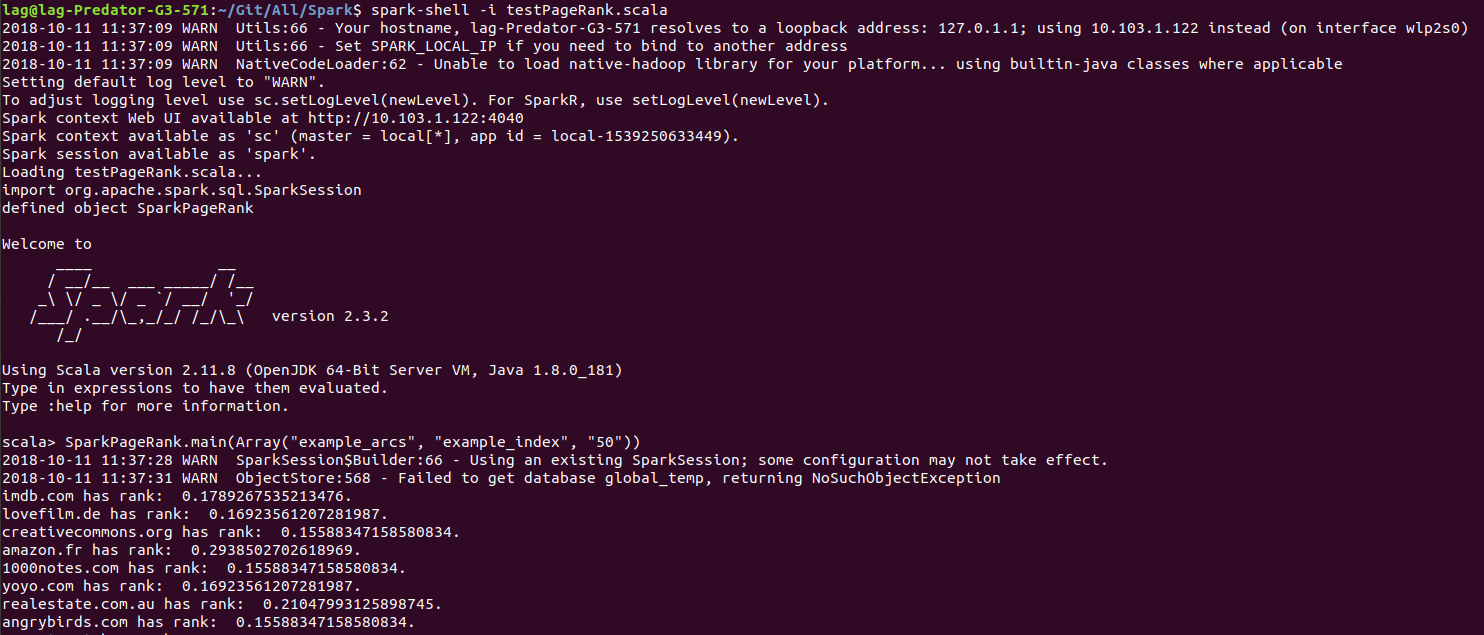 lag@lag-Predator-G3-571:~/Git/All/Spark$ spark-shell -i testPageRank.scala
2018-10-11 11:37:09 WARN  Utils:66 - Your hostname, lag-Predator-G3-571 resolves to a loopback address: 127.0.1.1; using 10.103.1.122 instead (on interface wlp2s0)
2018-10-11 11:37:09 WARN  Utils:66 - Set SPARK_LOCAL_IP if you need to bind to another address
2018-10-11 11:37:09 WARN  NativeCodeLoader:62 - Unable to load native-hadoop library for your platform... using builtin-java classes where applicable
Setting default log level to "WARN".
To adjust logging level use sc.setLogLevel(newLevel). For SparkR, use setLogLevel(newLevel).
Spark context Web UI available at http://10.103.1.122:4040
Spark context available as 'sc' (master = local[*], app id = local-1539250633449).
Spark session available as 'spark'.
Loading testPageRank.scala...
import org.apache.spark.sql.SparkSession
defined object SparkPageRank
Welcome to
      ____              __
     / __/__  ___ _____/ /__
    _\ \/ _ \/ _ `/ __/  '_/
   /___/ .__/\_,_/_/ /_/\_\   version 2.3.2
      /_/
Using Scala version 2.11.8 (OpenJDK 64-Bit Server VM, Java 1.8.0_181)
Type in expressions to have them evaluated.
Type :help for more information.
scala> SparkPageRank.main(Array("example_arcs", "example_index", "50"))
2018-10-11 11:37:28 WARN  SparkSession$Builder:66 - Using an existing SparkSession; some configuration may not take effect.
2018-10-11 11:37:31 WARN  ObjectStore:568 - Failed to get database global_temp, returning NoSuchObjectException
imdb.com has rank:  0.1789267535213476.
lovefilm.de has rank:  0.16923561207281987.
creativecommons.org has rank:  0.15588347158580834.
amazon.fr has rank:  0.2938502702618969.
1000notes.com has rank:  0.15588347158580834.
yoyo.com has rank:  0.16923561207281987.
realestate.com.au has rank:  0.21047993125898745.
angrybirds.com has rank:  0.15588347158580834.